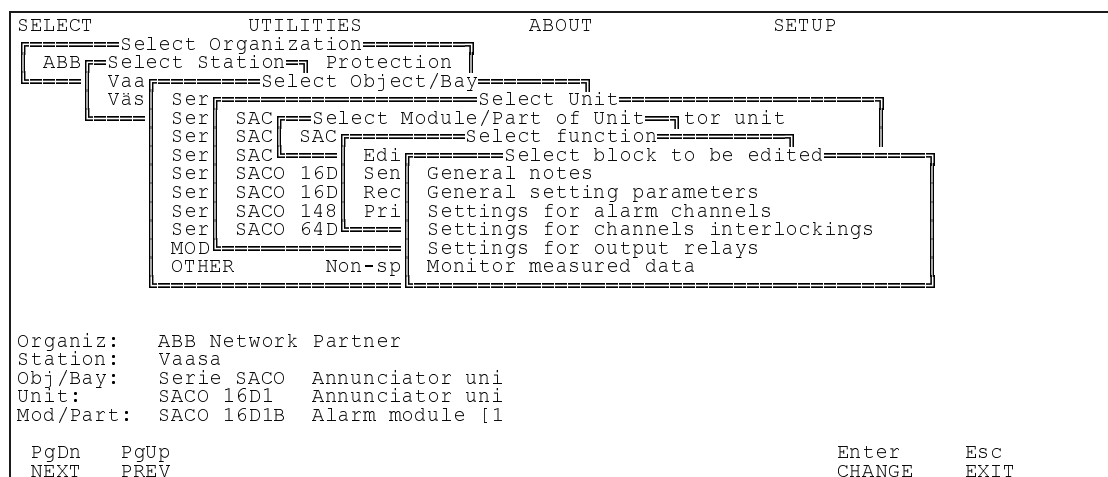 SELECT UTILITIES ABOUT SETUP
Select Organization
ABB Select Station Protection
Vaa Select Object/Bay
Väs Ser Select Unit
Ser SAC Select Module/Part of Unit tor unit
Ser SAC SAC Select function
Ser SAC Edi Select block to be edited
Ser SACO 16D Sen General notes
Ser SACO 16D Rec General setting parameters
Ser SACO 148 Pri Settings for alarm channels
Ser SACO 64D Settings for channels interlockings
MOD Settings for output relays
OTHER Non-sp Monitor measured data
Organiz: ABB Network Partner
Station: Vaasa
Obj/Bay: Serie SACO Annunciator uni
Unit: SACO 16D1 Annunciator uni
Mod/Part: SACO 16D1B Alarm module [1
PgDn PgUp Enter Esc
NEXT PREV CHANGE EXIT